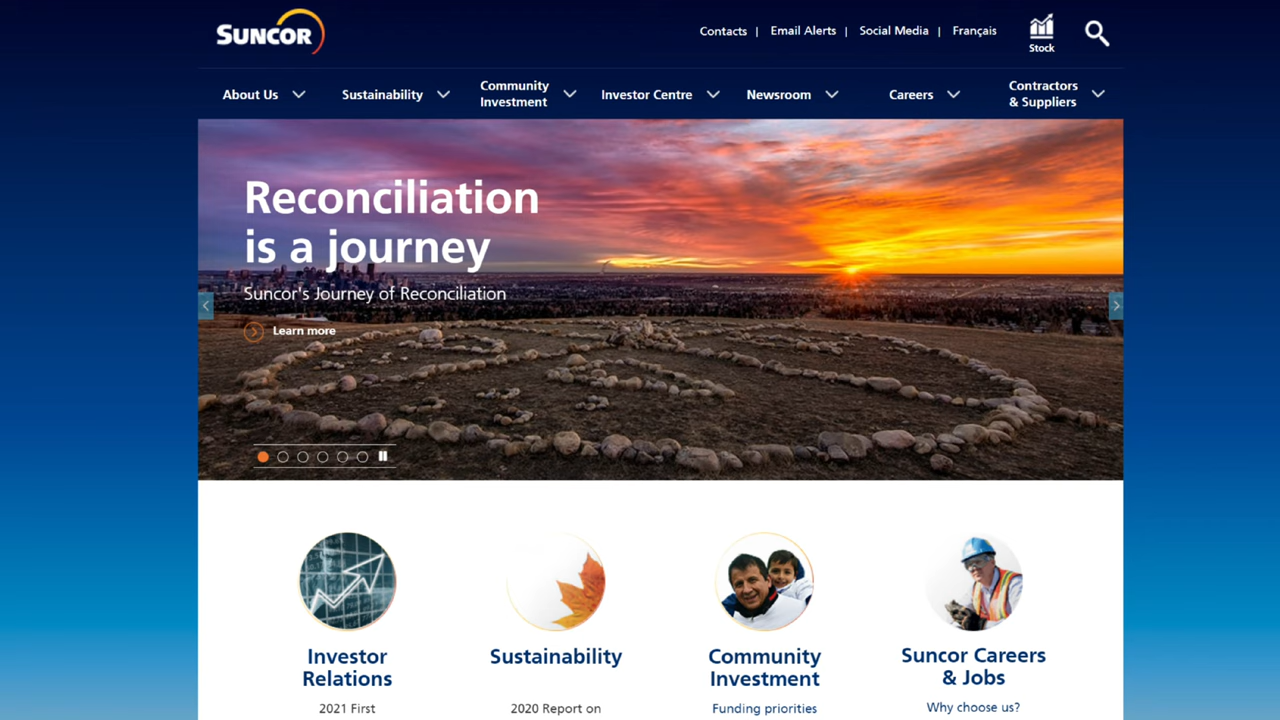 SUNCOR
Contacts | Email Alerts | Social Media | Français
Stock
About Us
Sustainability
Community
Investment
Investor Centre
Newsroom
Careers
Contractors
& Suppliers
Reconciliation
is a journey
Suncor's Journey of Reconciliation
Learn more
Investor
Relations
2021 First
Sustainability
2020 Report on
Community
Investment
Funding priorities
Suncor Careers
& Jobs
Why choose us?